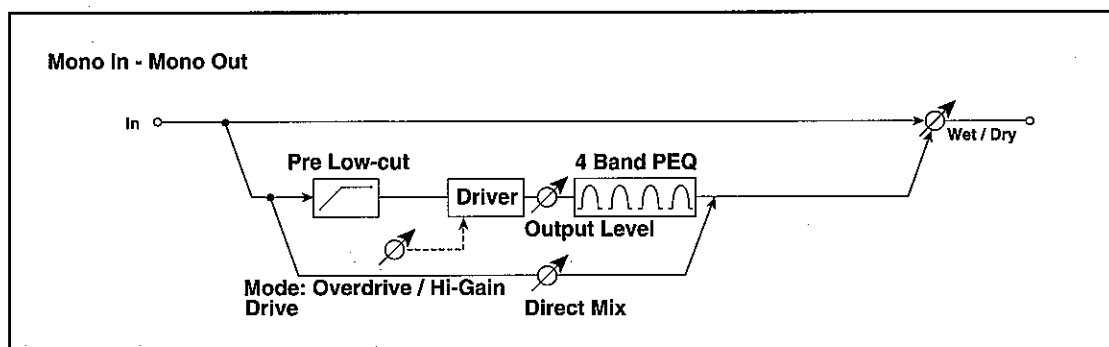 Mono In - Mono Out
In
Wet / Dry
Pre Low-cut
4 Band PEQ
Driver
Output Level
Mode: Overdrive / Hi-Gain
Drive
Direct Mix